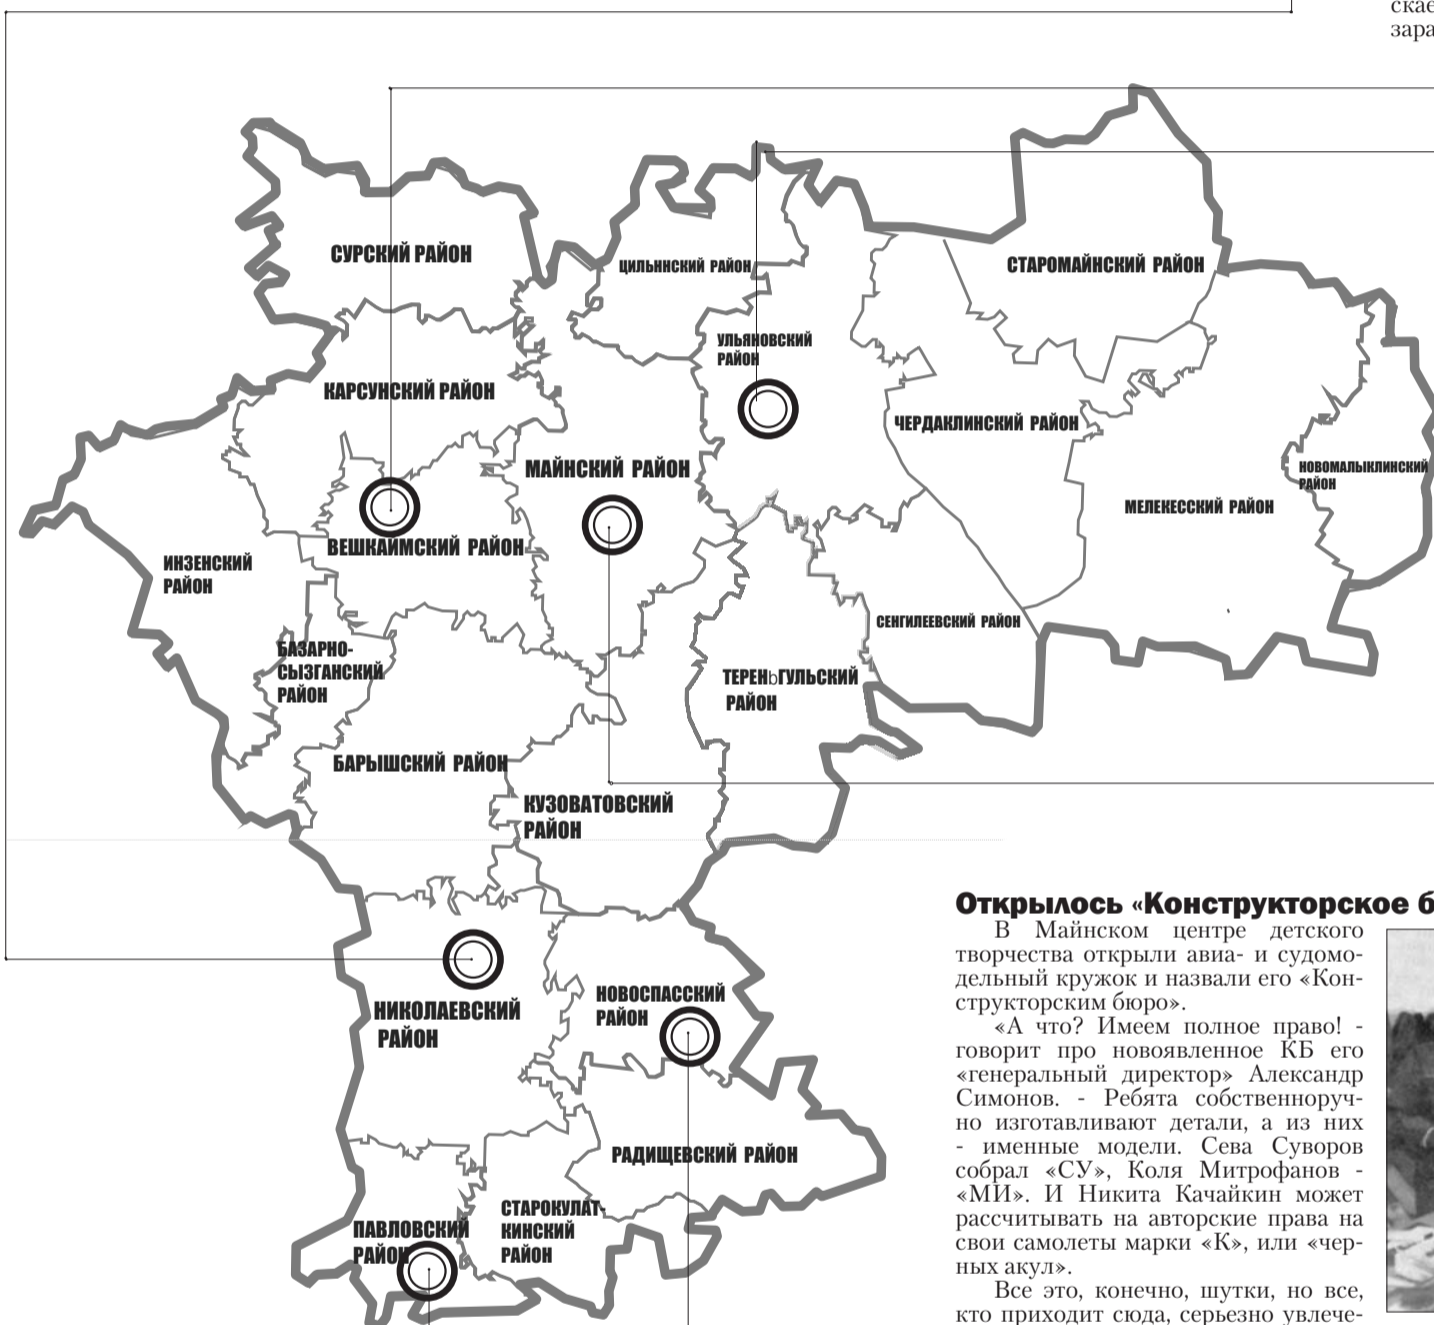 скае
зара
СУРСКИЙ РАЙОН
ЦИЛЬННСКИЙ РАЙОН
СТАРОМАЙНСКИЙ РАЙОН
УЛЬЯНОВСКИЙ
РАЙОН
КАРСУНСКИЙ РАЙОН
ЧЕРДАКЛИНСКИЙ РАЙОН
МАЙНСКИЙ РАЙОН
НОВОМАЛЫКЛИНСКИЙ
РАЙОН
МЕЛЕКЕССКИЙ РАЙОН
ВЕШКАЙМСКИЙ РАЙОН
ИНЗЕНСКИЙ
РАЙОН
СЕНГИЛЕЕВСКИЙ РАЙОН
БАЗАРНО-
СЫЗГАНСКИЙ
РАЙОН
ТЕРЕНЬГУЛЬСКИЙ
РАЙОН
БАРЫШСКИЙ РАЙОН
КУЗОВАТОВСКИЙ
РАЙОН
НИКОЛАЕВСКИЙ
РАЙОН
НОВОСПАССКИЙ
РАЙОН
РАДИЩЕВСКИЙ РАЙОН
СТАРОКУЛАТ-
КИНСКИЙ
РАЙОН
ПАВЛОВСКИЙ
РАЙОН
Открылось «Конструкторское б
В Майнском центре детского
творчества открыли авиа- и судомо-
дельный кружок и назвали его «Кон-
структорским бюро».
«А что? Имеем полное право! -
говорит про новоявленное КБ его
«генеральный директор» Александр
Симонов. - Ребята собственноруч-
но изготавливают детали, а из них
- именные модели. Сева Суворов
собрал «СУ», Коля Митрофанов -
«МИ». И Никита Качайкин может
рассчитывать на авторские права на
свои самолеты марки «К», или «чер-
ных акул».
Все это, конечно, шутки, но все,
кто приходит сюда, серьезно увлече-